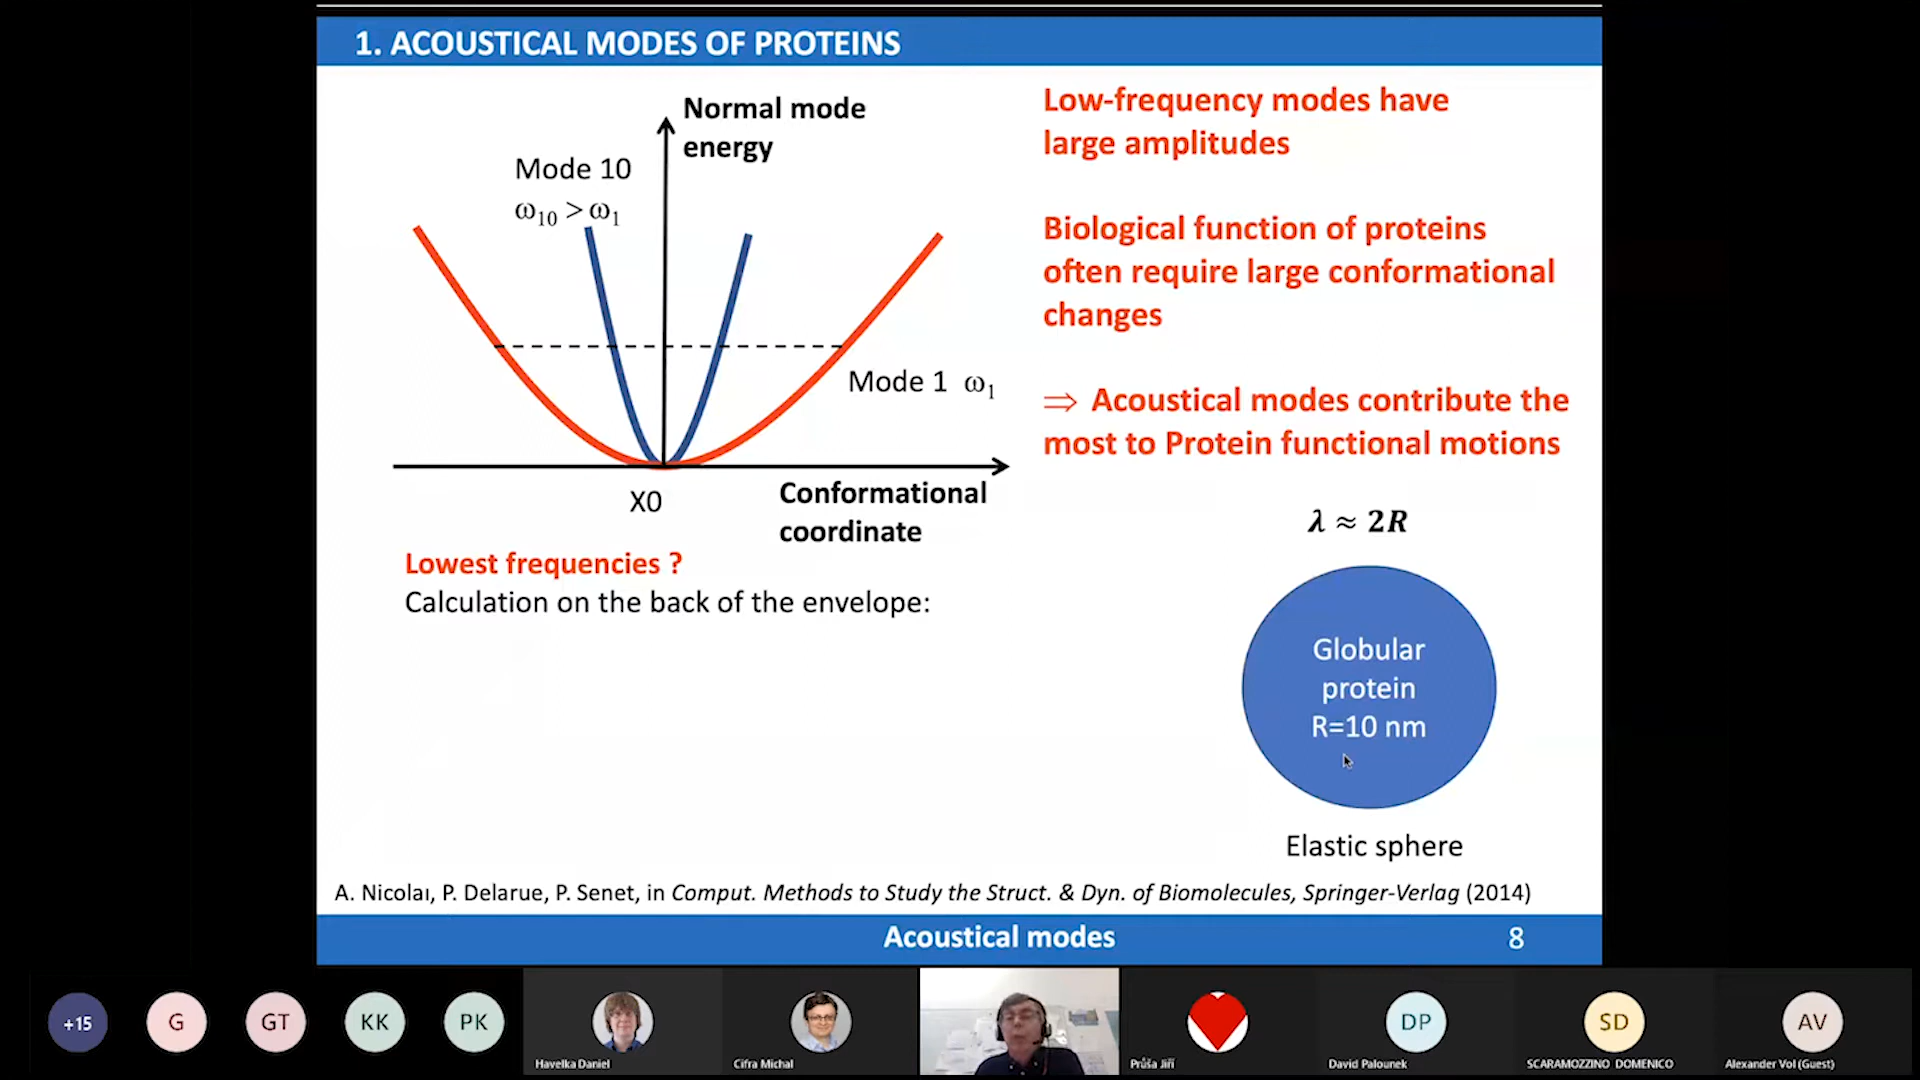 1. ACOUSTICAL MODES OF PROTEINS
Normal mode
energy
Mode 10
ω10 > ω1
Mode 1 ω1
X0
Conformational
coordinate
Low-frequency modes have
large amplitudes
Biological function of proteins
often require large conformational
changes
⇒ Acoustical modes contribute the
most to Protein functional motions
Lowest frequencies ?
Calculation on the back of the envelope:
λ ≈ 2R
Globular
protein
R=10 nm
Elastic sphere
A. Nicolaı, P. Delarue, P. Senet, in Comput. Methods to Study the Struct. & Dyn. of Biomolecules, Springer-Verlag (2014)
Acoustical modes
8
+15
G
GT
KK
PK
Havelka Daniel
Cifra Michal
Průša Jiří
DP
David Palounek
SD
SCARAMOZZINO DOMENICO
AV
Alexander Vol (Guest)